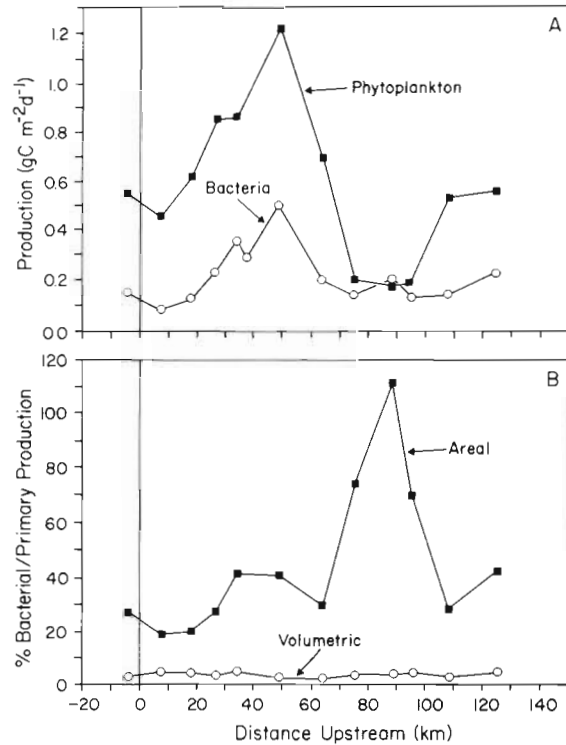 A
Production (gC m⁻²d⁻¹)
1.2
1.0
0.8
0.6
0.4
0.2
0.0
Phytoplankton
Bacteria
B
% Bacterial/Primary Production
120
100
80
60
40
20
0
Areal
Volumetric
-20 0 20 40 60 80 100 120 140
Distance Upstream (km)